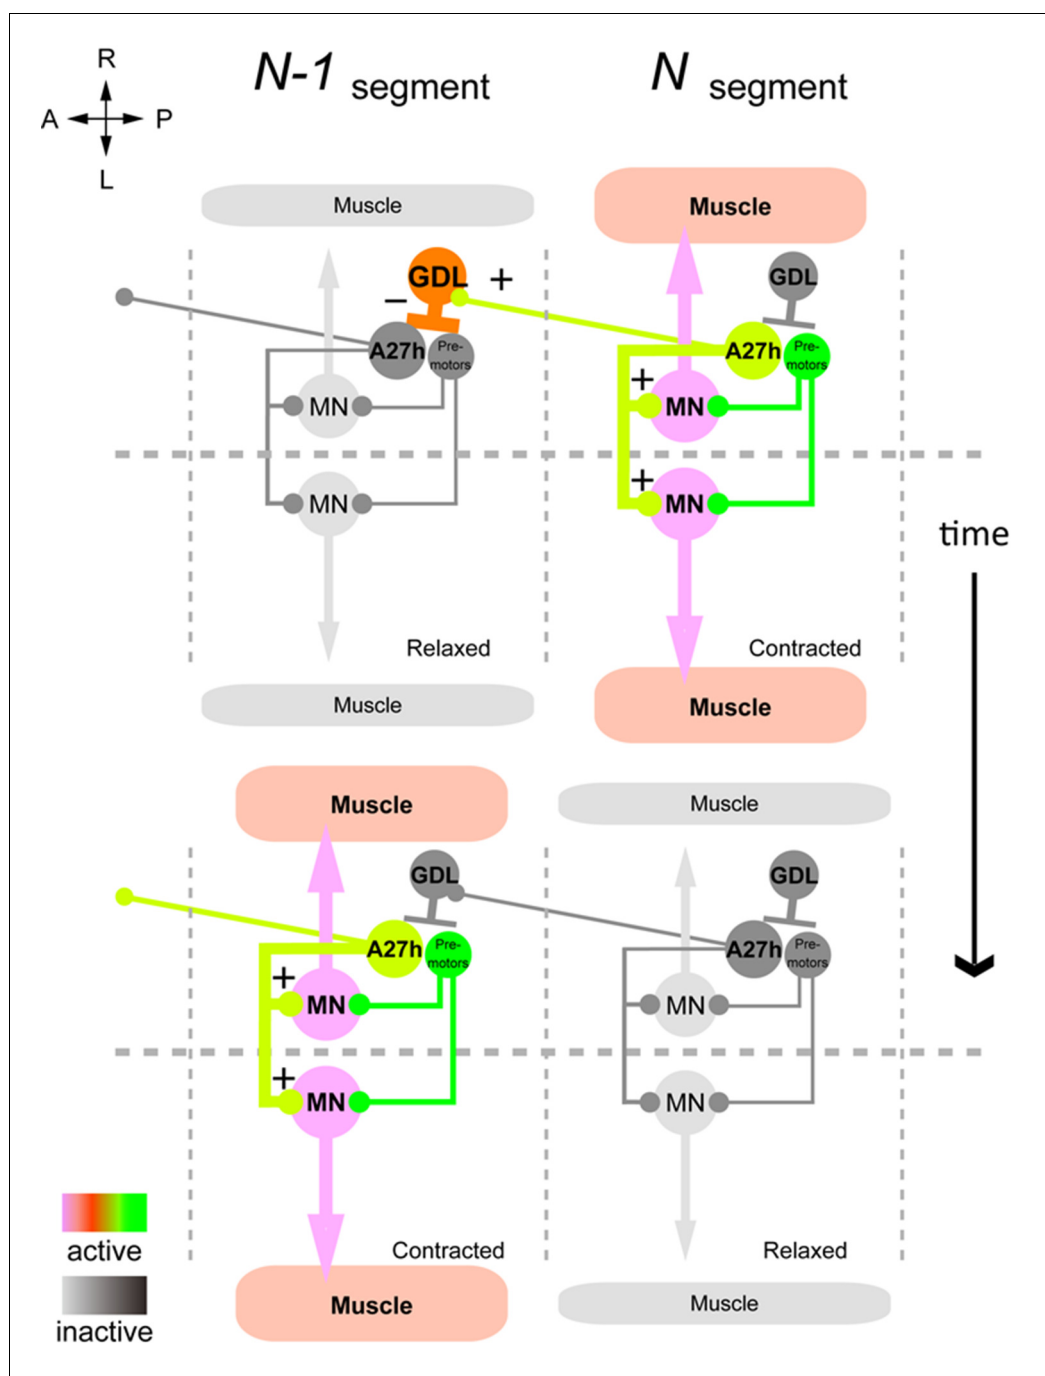 N-1 segment
N segment
R
A
P
L
Muscle
Muscle
GDL
+
GDL
−
A27h
Pre-
motors
A27h
Pre-
motors
+
MN
MN
+
MN
MN
time
Relaxed
Contracted
Muscle
Muscle
Muscle
Muscle
GDL
GDL
A27h
Pre-
motors
A27h
Pre-
motors
+
MN
MN
+
MN
MN
active
Contracted
Relaxed
inactive
Muscle
Muscle